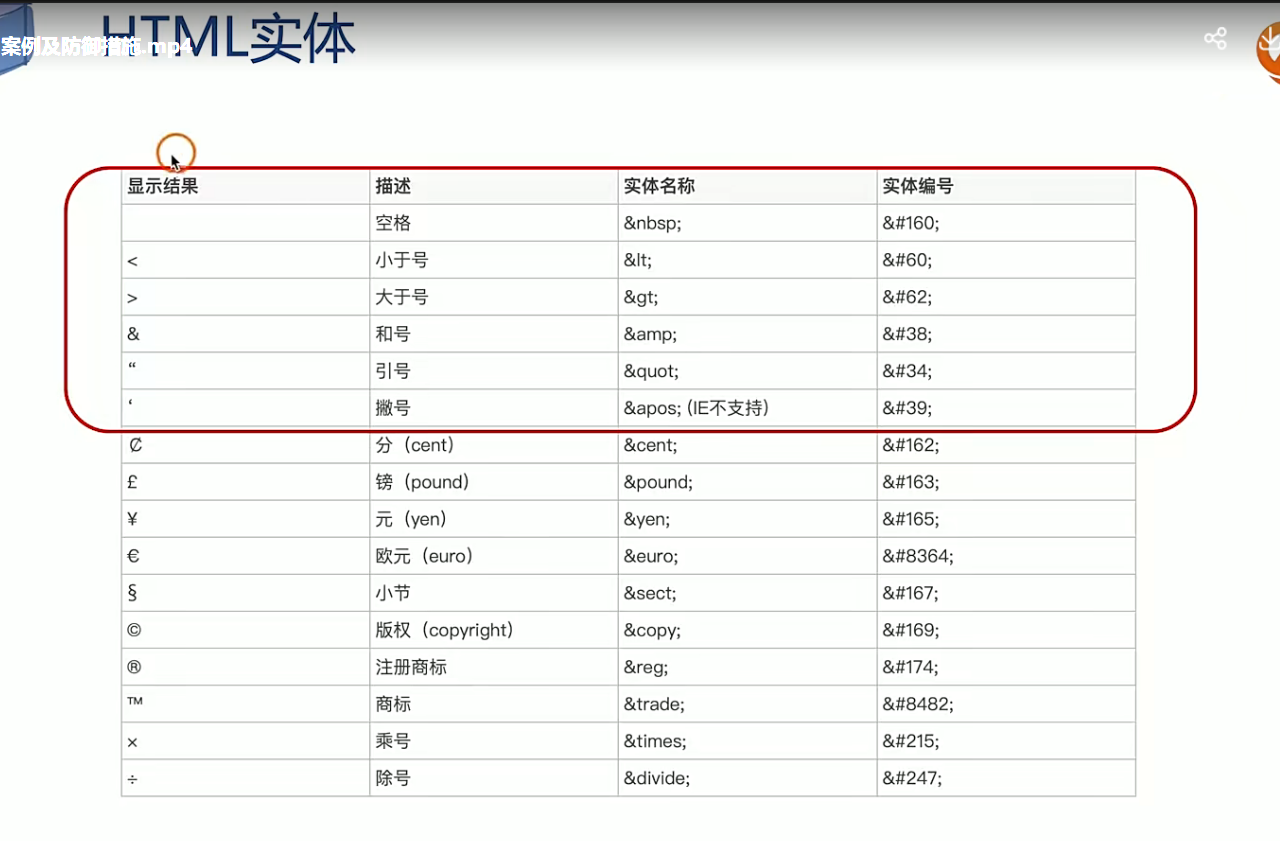 HTML实体
案例及防御措施.mp4
显示结果 描述 实体名称 实体编号
空格 &nbsp; &#160;
< 小于号 &lt; &#60;
> 大于号 &gt; &#62;
& 和号 &amp; &#38;
“ 引号 &quot; &#34;
‘ 撇号 &apos; (IE不支持) &#39;
₡ 分（cent） &cent; &#162;
£ 镑（pound） &pound; &#163;
¥ 元（yen） &yen; &#165;
€ 欧元（euro） &euro; &#8364;
§ 小节 &sect; &#167;
© 版权（copyright） &copy; &#169;
® 注册商标 &reg; &#174;
™ 商标 &trade; &#8482;
× 乘号 &times; &#215;
÷ 除号 &divide; &#247;